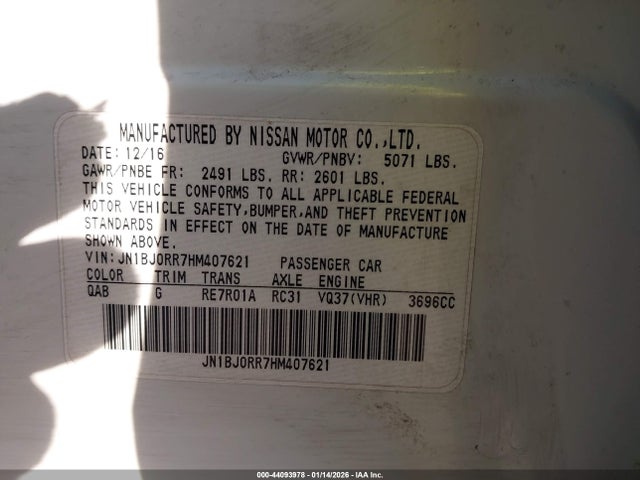 MANUFACTURED BY NISSAN MOTOR CO.,LTD.
DATE: 12/16 GVWR/PNBV: 5071 LBS.
GAWR/PNBE FR: 2491 LBS. RR: 2601 LBS.
THIS VEHICLE CONFORMS TO ALL APPLICABLE FEDERAL
MOTOR VEHICLE SAFETY,BUMPER,AND THEFT PREVENTION
STANDARDS IN EFFECT ON THE DATE OF MANUFACTURE
SHOWN ABOVE.
VIN:JN1BJ0RR7HM407621 PASSENGER CAR
COLOR TRIM TRANS AXLE ENGINE
QAB G RE7R01A RC31 VQ37(VHR) 3696CC
JN1BJ0RR7HM407621
000-44093978 - 01/14/2026 - IAA Inc.